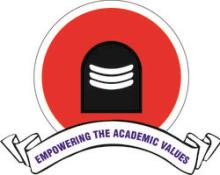 EMPOWERING THE ACADEMIC VALUES